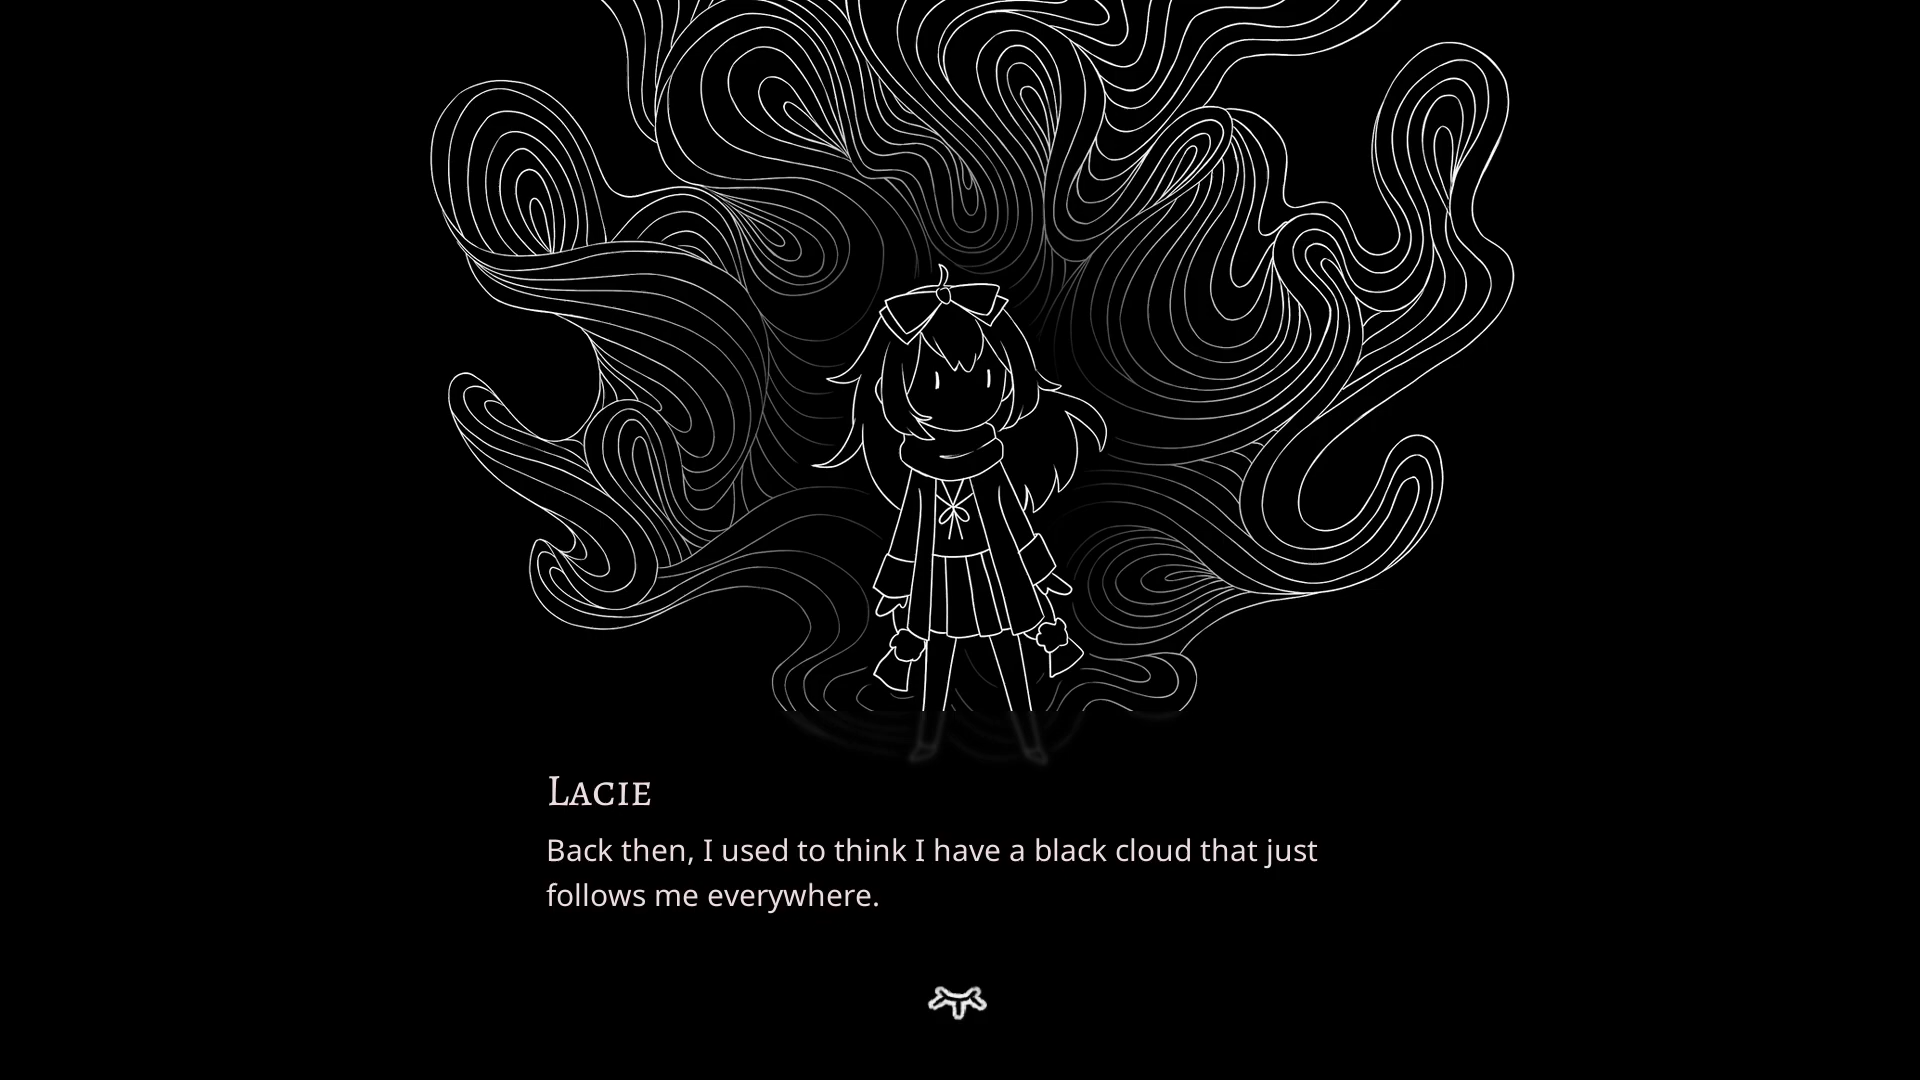 Lacie
Back then, I used to think I have a black cloud that just
follows me everywhere.